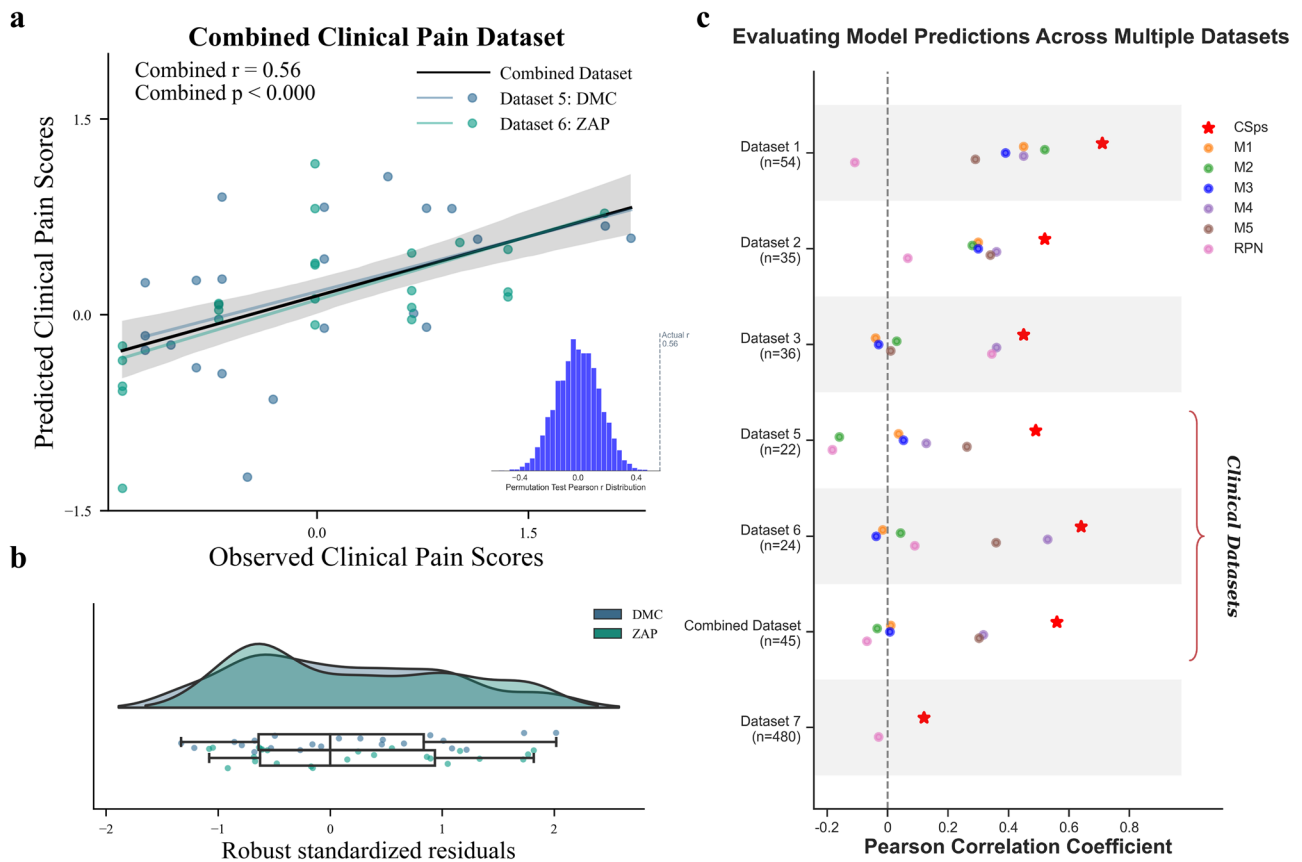 a
Combined Clinical Pain Dataset
Combined r = 0.56
Combined p < 0.000
Combined Dataset
Dataset 5: DMC
Dataset 6: ZAP
Predicted Clinical Pain Scores
1.5
0.0
−1.5
0.0
1.5
Observed Clinical Pain Scores
Actual r
0.56
−0.4
0.0
0.4
Permutation Test Pearson r Distribution
b
DMC
ZAP
−2
−1
0
1
2
Robust standardized residuals
c
Evaluating Model Predictions Across Multiple Datasets
Dataset 1
(n=54)
Dataset 2
(n=35)
Dataset 3
(n=36)
Dataset 5
(n=22)
Dataset 6
(n=24)
Combined Dataset
(n=45)
Dataset 7
(n=480)
CSps
M1
M2
M3
M4
M5
RPN
Clinical Datasets
-0.2
0
0.2
0.4
0.6
0.8
Pearson Correlation Coefficient